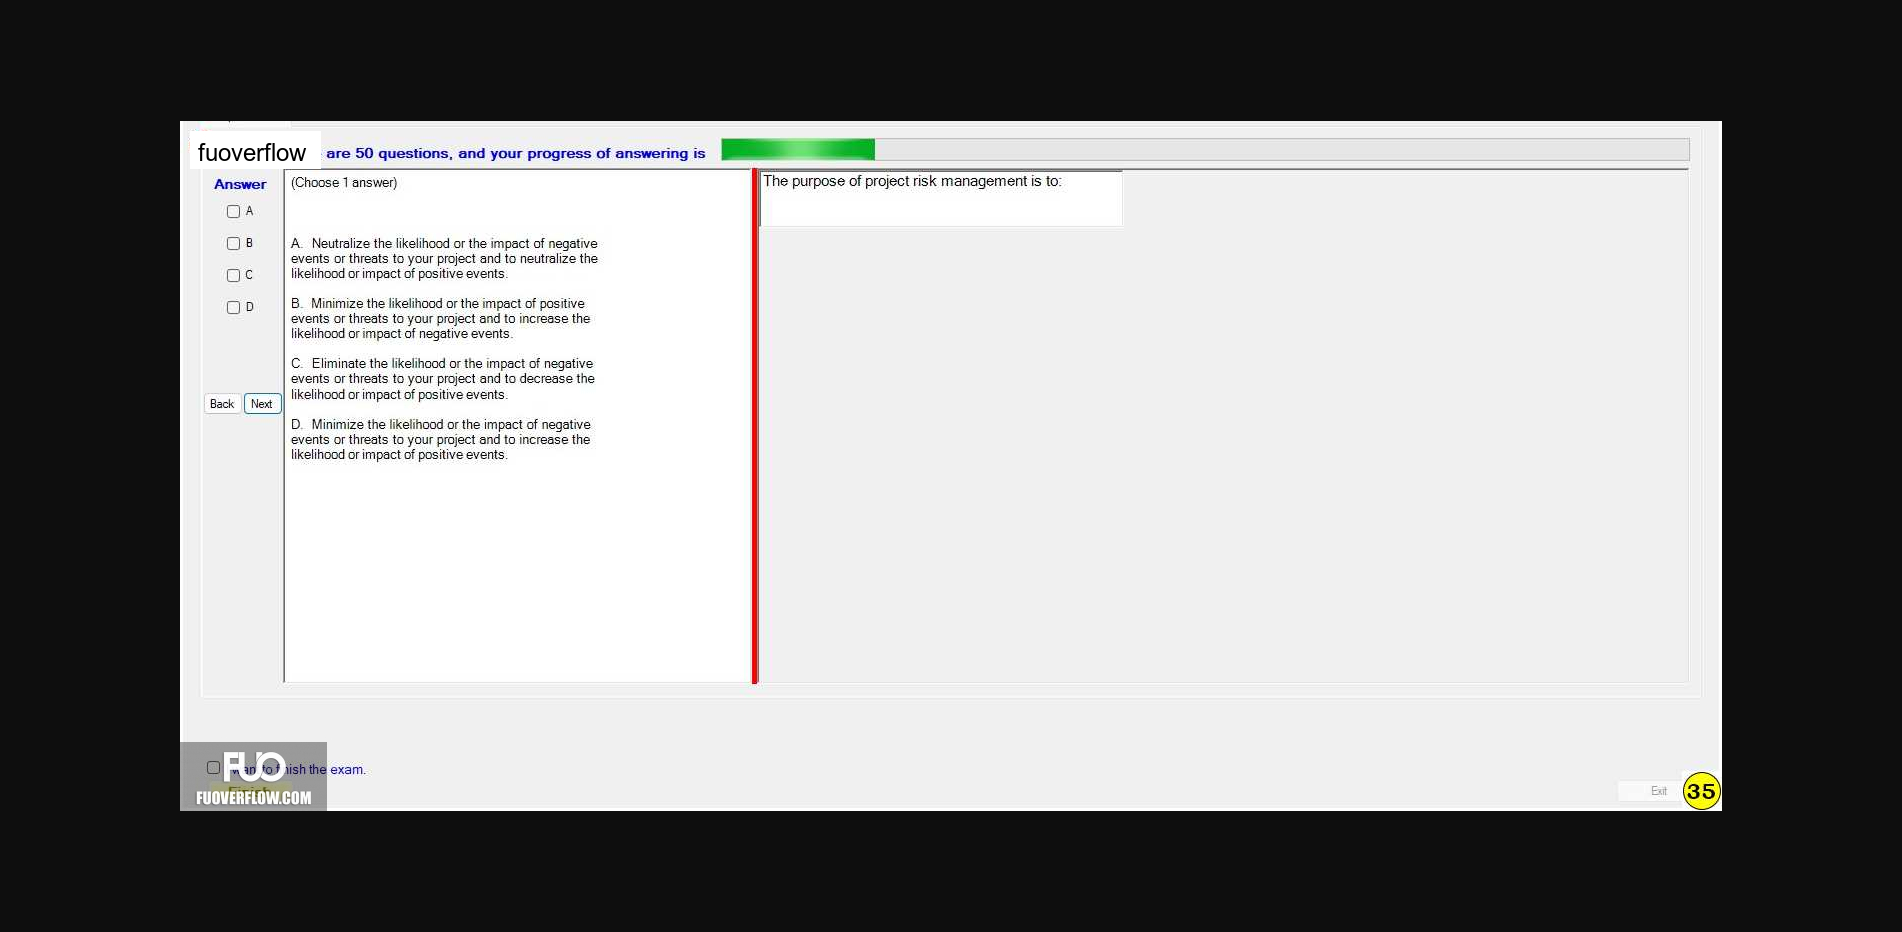 fuoverflow are 50 questions, and your progress of answering is
Answer
A
B
C
D
Back Next
(Choose 1 answer)
A. Neutralize the likelihood or the impact of negative
events or threats to your project and to neutralize the
likelihood or impact of positive events.
B. Minimize the likelihood or the impact of positive
events or threats to your project and to increase the
likelihood or impact of negative events.
C. Eliminate the likelihood or the impact of negative
events or threats to your project and to decrease the
likelihood or impact of positive events.
D. Minimize the likelihood or the impact of negative
events or threats to your project and to increase the
likelihood or impact of positive events.
The purpose of project risk management is to:
the exam.
FUO
FUOVERFLOW.COM
Exit
35